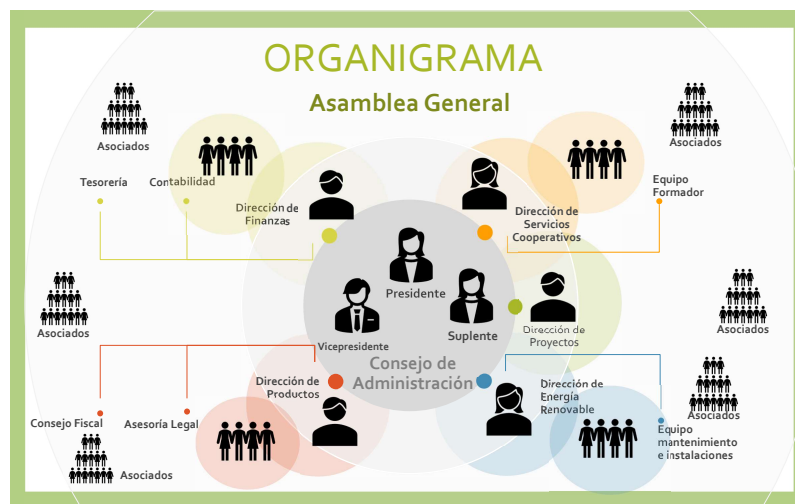 ORGANIGRAMA
Asamblea General
Asociados
Asociados
Tesorería
Contabilidad
Equipo
Formador
Dirección de
Finanzas
Dirección de
Servicios
Cooperativos
Presidente
Asociados
Asociados
Vicepresidente
Suplente
Dirección de
Proyectos
Consejo de
Administración
Dirección de
Productos
Dirección de
Energía
Renovable
Asociados
Consejo Fiscal
Asesoría Legal
Equipo
mantenimiento
e instalaciones
Asociados